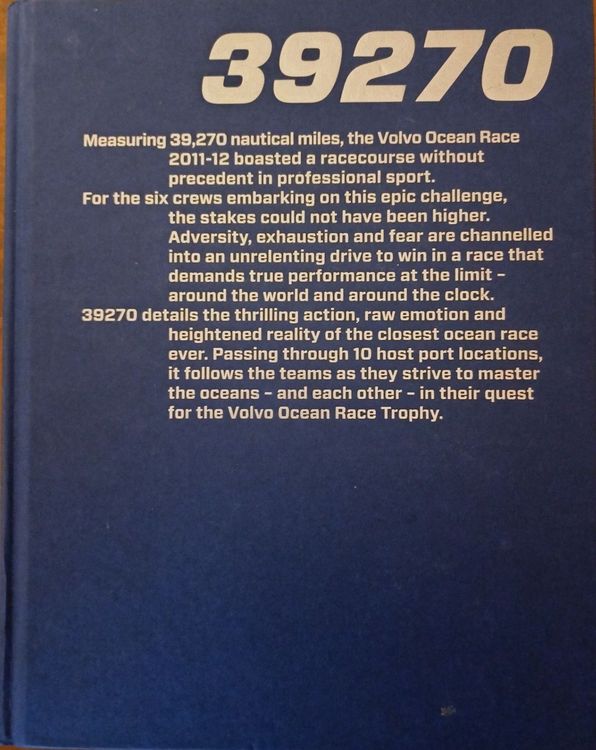 39270
Measuring 39,270 nautical miles, the Volvo Ocean Race
2011-12 boasted a racecourse without
precedent in professional sport.
For the six crews embarking on this epic challenge,
the stakes could not have been higher.
Adversity, exhaustion and fear are channelled
into an unrelenting drive to win in a race that
demands true performance at the limit –
around the world and around the clock.
39270 details the thrilling action, raw emotion and
heightened reality of the closest ocean race
ever. Passing through 10 host port locations,
it follows the teams as they strive to master
the oceans – and each other – in their quest
for the Volvo Ocean Race Trophy.